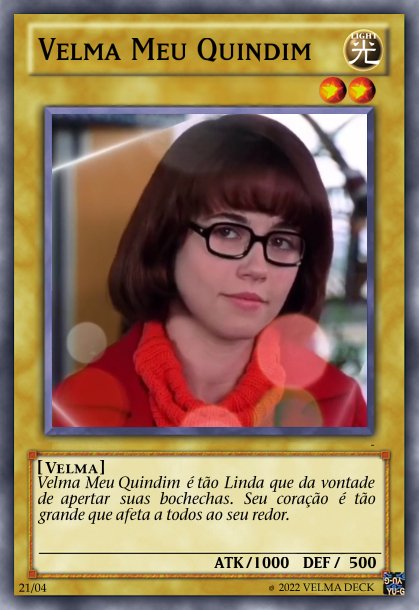 Velma Meu Quindim
LIGHT
光
[Velma]
Velma Meu Quindim é tão Linda que da vontade
de apertar suas bochechas. Seu coração é tão
grande que afeta a todos ao seu redor.
ATK/1000 DEF/ 500
21/04 © 2022 VELMA DECK
YU-G